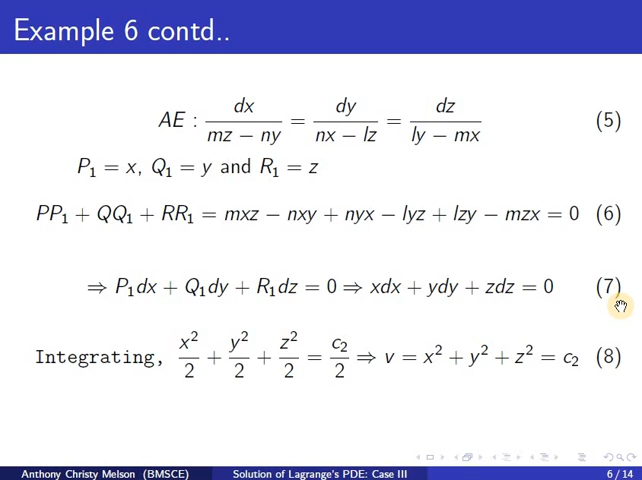 Example 6 contd..
AE : dx/(mz − ny) = dy/(nx − lz) = dz/(ly − mx) (5)
P₁ = x, Q₁ = y and R₁ = z
PP₁ + QQ₁ + RR₁ = mxz − nxy + nyx − lyz + lzy − mzx = 0 (6)
⇒ P₁dx + Q₁dy + R₁dz = 0 ⇒ xdx + ydy + zdz = 0 (7)
Integrating, x²/2 + y²/2 + z²/2 = c₂/2 ⇒ v = x² + y² + z² = c₂ (8)
Anthony Christy Melson (BMSCE) Solution of Lagrange's PDE: Case III 6 / 14